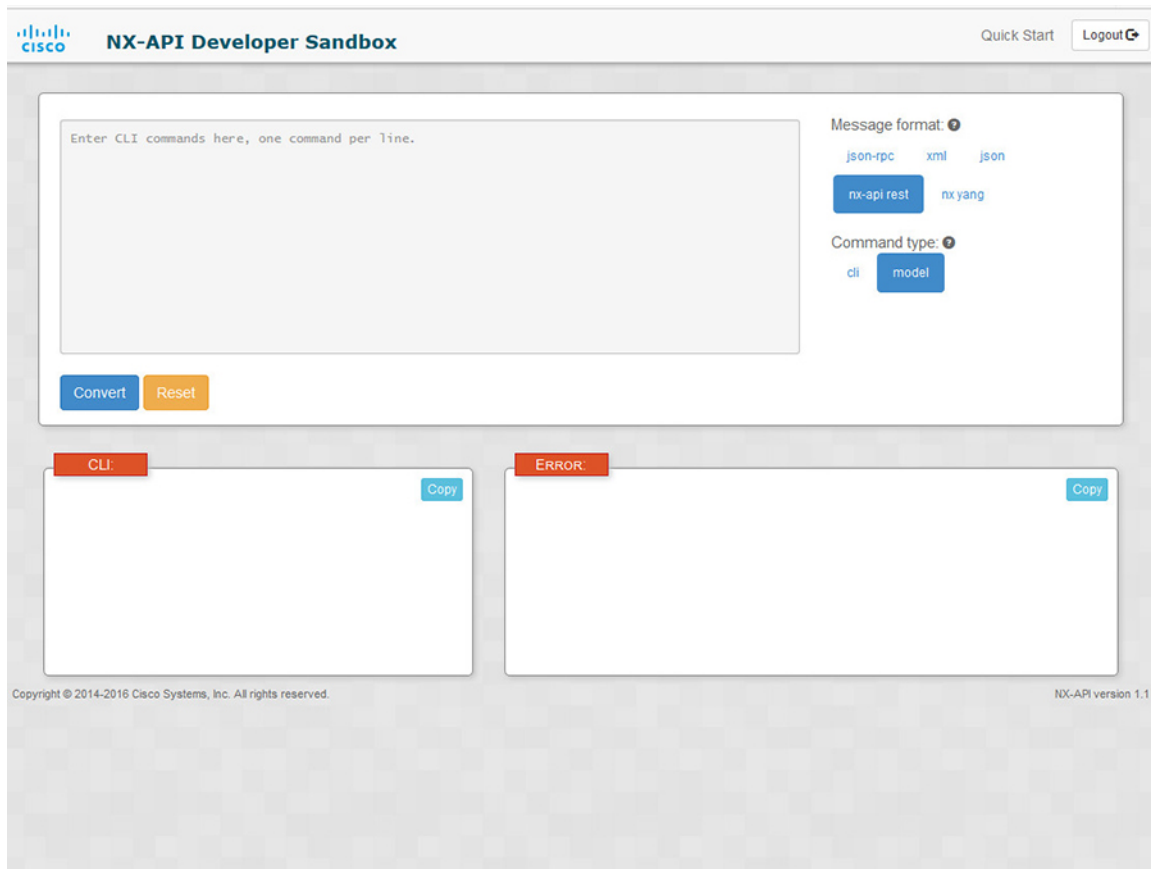 CISCO
NX-API Developer Sandbox
Quick Start
Logout
Enter CLI commands here, one command per line.
Message format:
json-rpc xml json
nx-api rest nx yang
Command type:
cli model
Convert Reset
CLI:
Copy
ERROR:
Copy
Copyright © 2014-2016 Cisco Systems, Inc. All rights reserved.
NX-API version 1.1